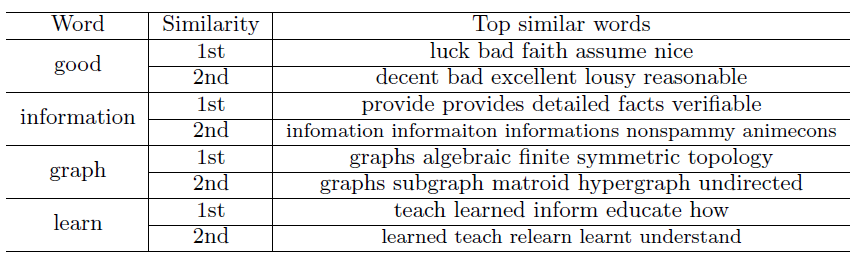 Word Similarity Top similar words
good 1st luck bad faith assume nice
2nd decent bad excellent lousy reasonable
information 1st provide provides detailed facts verifiable
2nd infomation informaiton informations nonspammy animecons
graph 1st graphs algebraic finite symmetric topology
2nd graphs subgraph matroid hypergraph undirected
learn 1st teach learned inform educate how
2nd learned teach relearn learnt understand